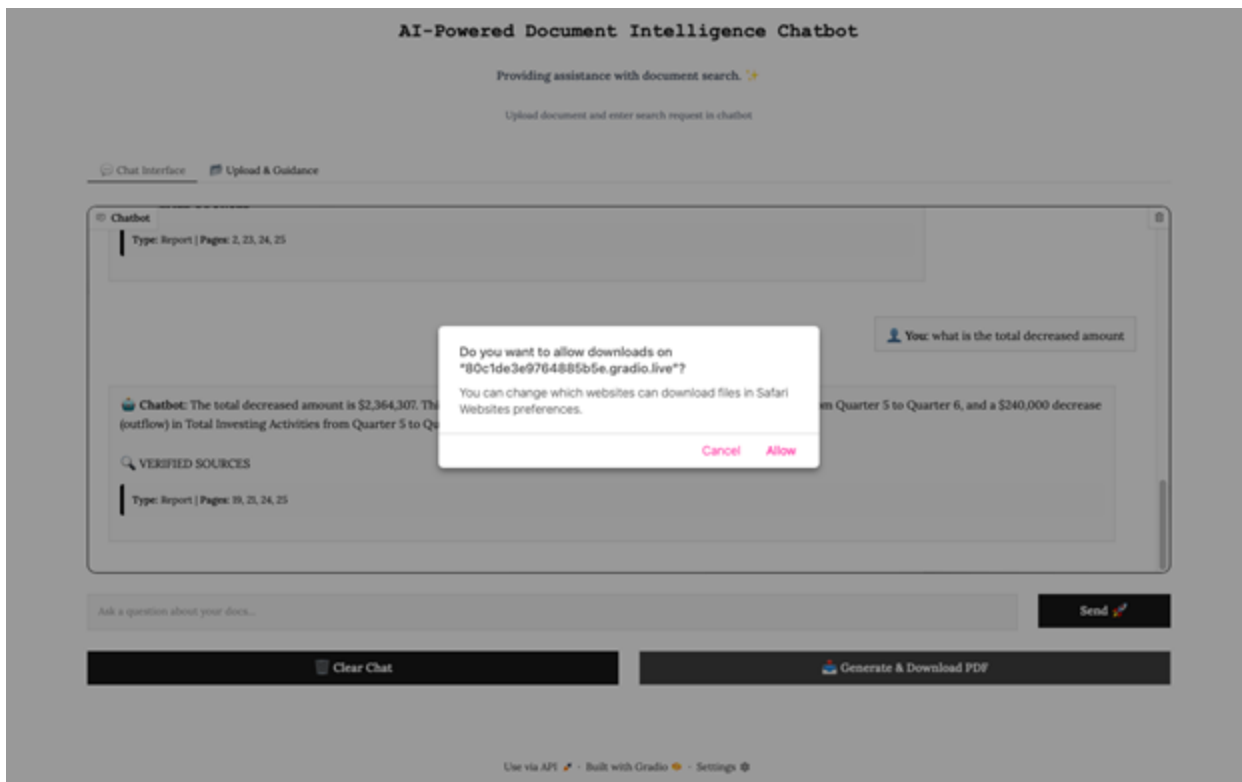 AI-Powered Document Intelligence Chatbot
Providing assistance with document search. ✨
Upload document and enter search request in chatbot
Chat Interface
Upload & Guidance
Chatbot
Type: Report | Pages: 2, 23, 24, 25
You: what is the total decreased amount
Do you want to allow downloads on
"80c1de3e9764885b5e.gradio.live"?
You can change which websites can download files in Safari
Websites preferences.
Cancel Allow
Chatbot: The total decreased amount is $2,364,307. Thi m Quarter 5 to Quarter 6, and a $240,000 decrease
(outflow) in Total Investing Activities from Quarter 5 to Qu
VERIFIED SOURCES
Type: Report | Pages: 19, 21, 24, 25
Ask a question about your docs...
Send 🚀
Clear Chat
Generate & Download PDF
Use via API · Built with Gradio · Settings